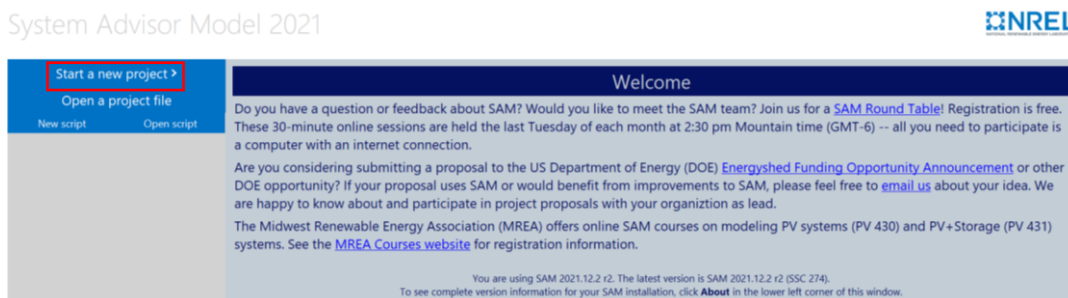 System Advisor Model 2021
NREL
NATIONAL RENEWABLE ENERGY LABORATORY
Start a new project >
Open a project file
New script Open script
Welcome
Do you have a question or feedback about SAM? Would you like to meet the SAM team? Join us for a SAM Round Table! Registration is free.
These 30-minute online sessions are held the last Tuesday of each month at 2:30 pm Mountain time (GMT-6) -- all you need to participate is
a computer with an internet connection.
Are you considering submitting a proposal to the US Department of Energy (DOE) Energyshed Funding Opportunity Announcement or other
DOE opportunity? If your proposal uses SAM or would benefit from improvements to SAM, please feel free to email us about your idea. We
are happy to know about and participate in project proposals with your organiztion as lead.
The Midwest Renewable Energy Association (MREA) offers online SAM courses on modeling PV systems (PV 430) and PV+Storage (PV 431)
systems. See the MREA Courses website for registration information.
You are using SAM 2021.12.2 r2. The latest version is SAM 2021.12.2 r2 (SSC 274).
To see complete version information for your SAM installation, click About in the lower left corner of this window.